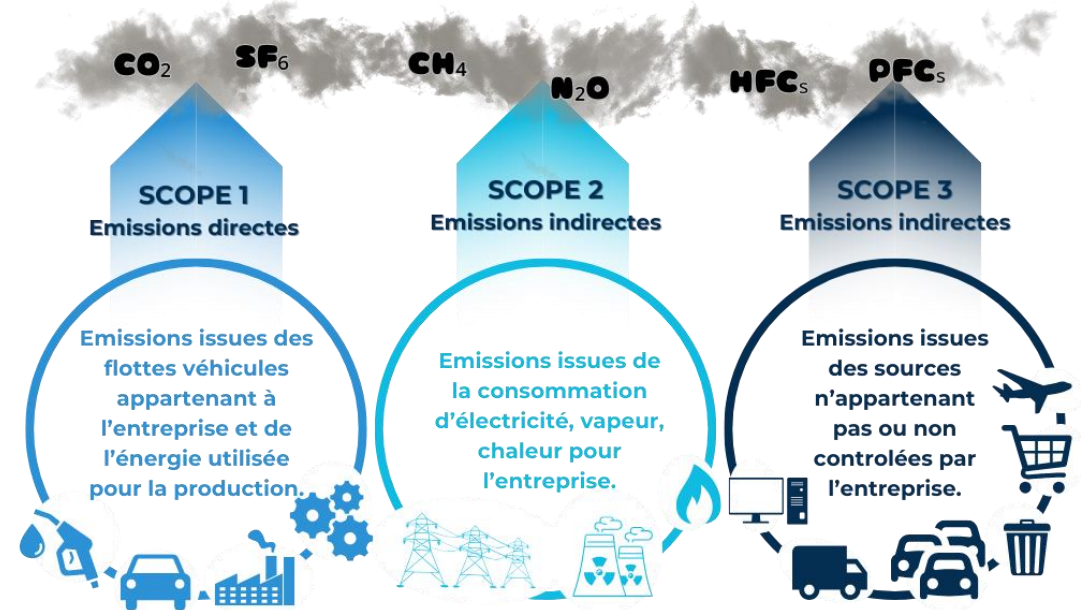 CO₂
SF₆
CH₄
N₂O
HFCs
PFCs
SCOPE 1
Emissions directes
Emissions issues des
flottes véhicules
appartenant à
l'entreprise et de
l'énergie utilisée
pour la production.
SCOPE 2
Emissions indirectes
Emissions issues de
la consommation
d'électricité, vapeur,
chaleur pour
l'entreprise.
SCOPE 3
Emissions indirectes
Emissions issues
des sources
n'appartenant
pas ou non
controlées par
l'entreprise.